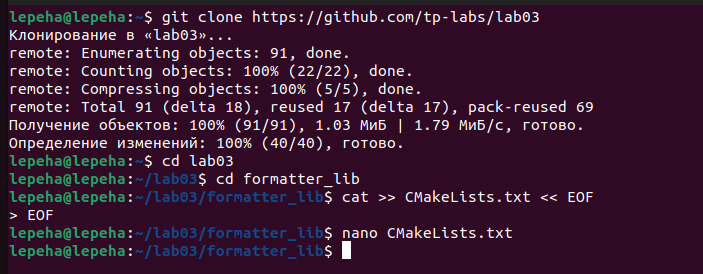 lepeha@lepeha:~$ git clone https://github.com/tp-labs/lab03
Клонирование в «lab03»...
remote: Enumerating objects: 91, done.
remote: Counting objects: 100% (22/22), done.
remote: Compressing objects: 100% (5/5), done.
remote: Total 91 (delta 18), reused 17 (delta 17), pack-reused 69
Получение объектов: 100% (91/91), 1.03 МиБ | 1.79 МиБ/с, готово.
Определение изменений: 100% (40/40), готово.
lepeha@lepeha:~$ cd lab03
lepeha@lepeha:~/lab03$ cd formatter_lib
lepeha@lepeha:~/lab03/formatter_lib$ cat >> CMakeLists.txt << EOF
> EOF
lepeha@lepeha:~/lab03/formatter_lib$ nano CMakeLists.txt
lepeha@lepeha:~/lab03/formatter_lib$